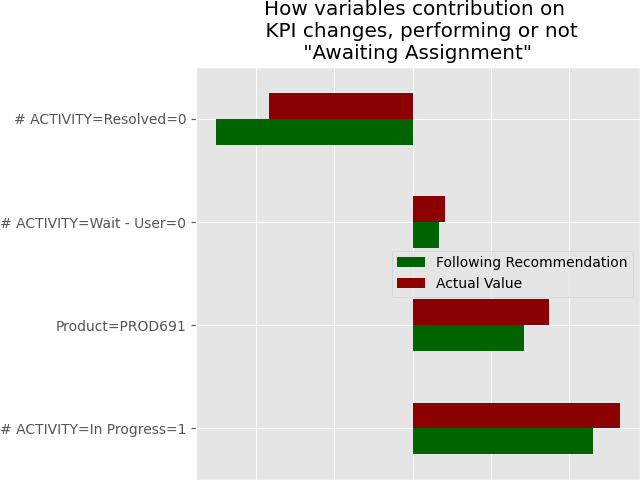 How variables contribution on
KPI changes, performing or not
"Awaiting Assignment"
# ACTIVITY=Resolved=0
# ACTIVITY=Wait - User=0
Following Recommendation
Actual Value
Product=PROD691
# ACTIVITY=In Progress=1